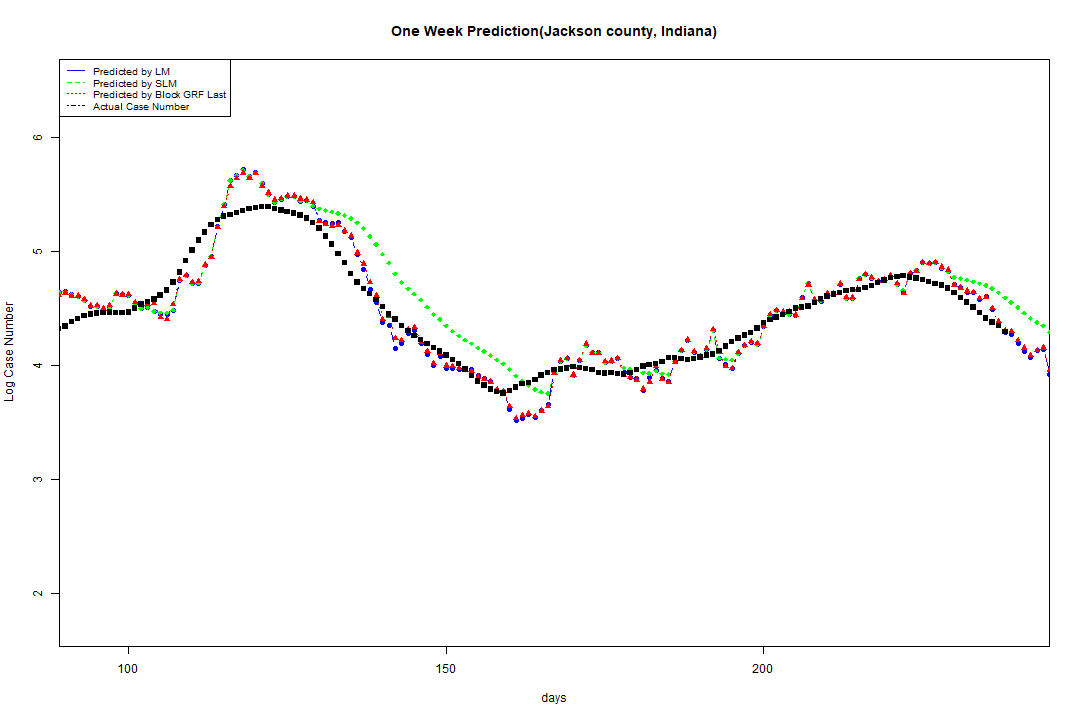 One Week Prediction(Jackson county, Indiana)
Predicted by LM
Predicted by SLM
Predicted by Block GRF Last
Actual Case Number
6
5
4
3
2
Log Case Number
100 150 200
days